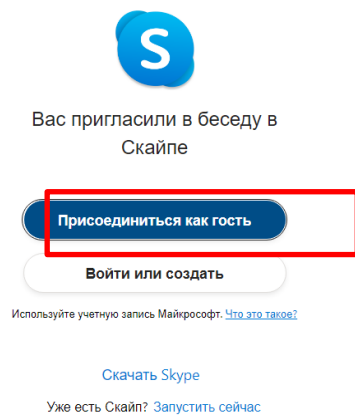 S
Вас пригласили в беседу в
Скайпе
Присоединиться как гость
Войти или создать
Используйте учетную запись Майкрософт. Что это такое?
Скачать Skype
Уже есть Скайп? Запустить сейчас